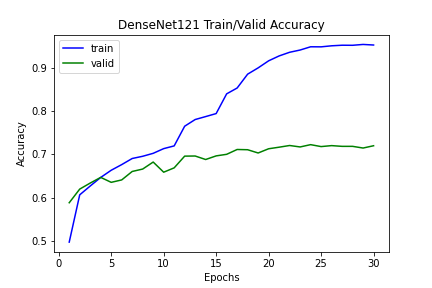 DenseNet121 Train/Valid Accuracy
train
valid
Accuracy
0.9
0.8
0.7
0.6
0.5
0 5 10 15 20 25 30
Epochs